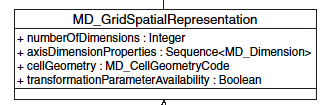 MD_GridSpatialRepresentation
+ numberOfDimensions : Integer
+ axisDimensionProperties : Sequence<MD_Dimension>
+ cellGeometry : MD_CellGeometryCode
+ transformationParameterAvailability : Boolean